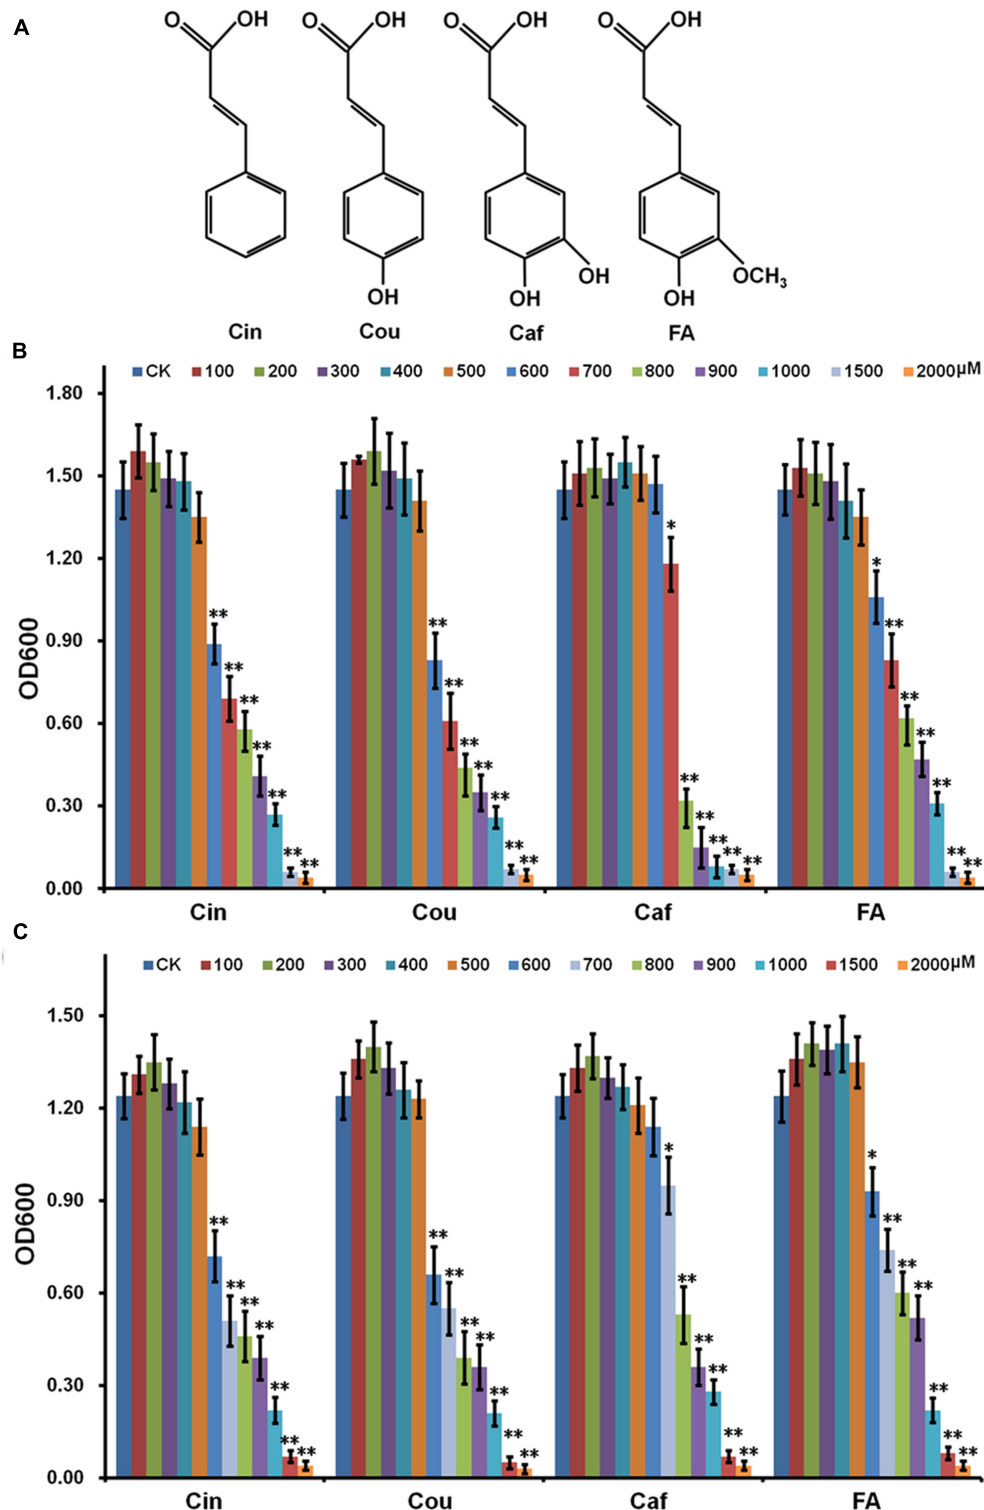 A
O OH O OH O OH O OH
OH OH OCH3
OH OH
Cin Cou Caf FA
B
CK 100 200 300 400 500 600 700 800 900 1000 1500 2000µM
1.80
1.50
1.20
0.90
0.60
0.30
0.00
OD600
* * ** ** ** ** ** ** ** ** ** ** ** ** ** ** ** ** ** ** ** ** ** ** ** **
Cin Cou Caf FA
C
CK 100 200 300 400 500 600 700 800 900 1000 1500 2000µM
1.50
1.20
0.90
0.60
0.30
0.00
OD600
* * ** ** ** ** ** ** ** ** ** ** ** ** ** ** ** ** ** ** ** ** ** ** ** **
Cin Cou Caf FA